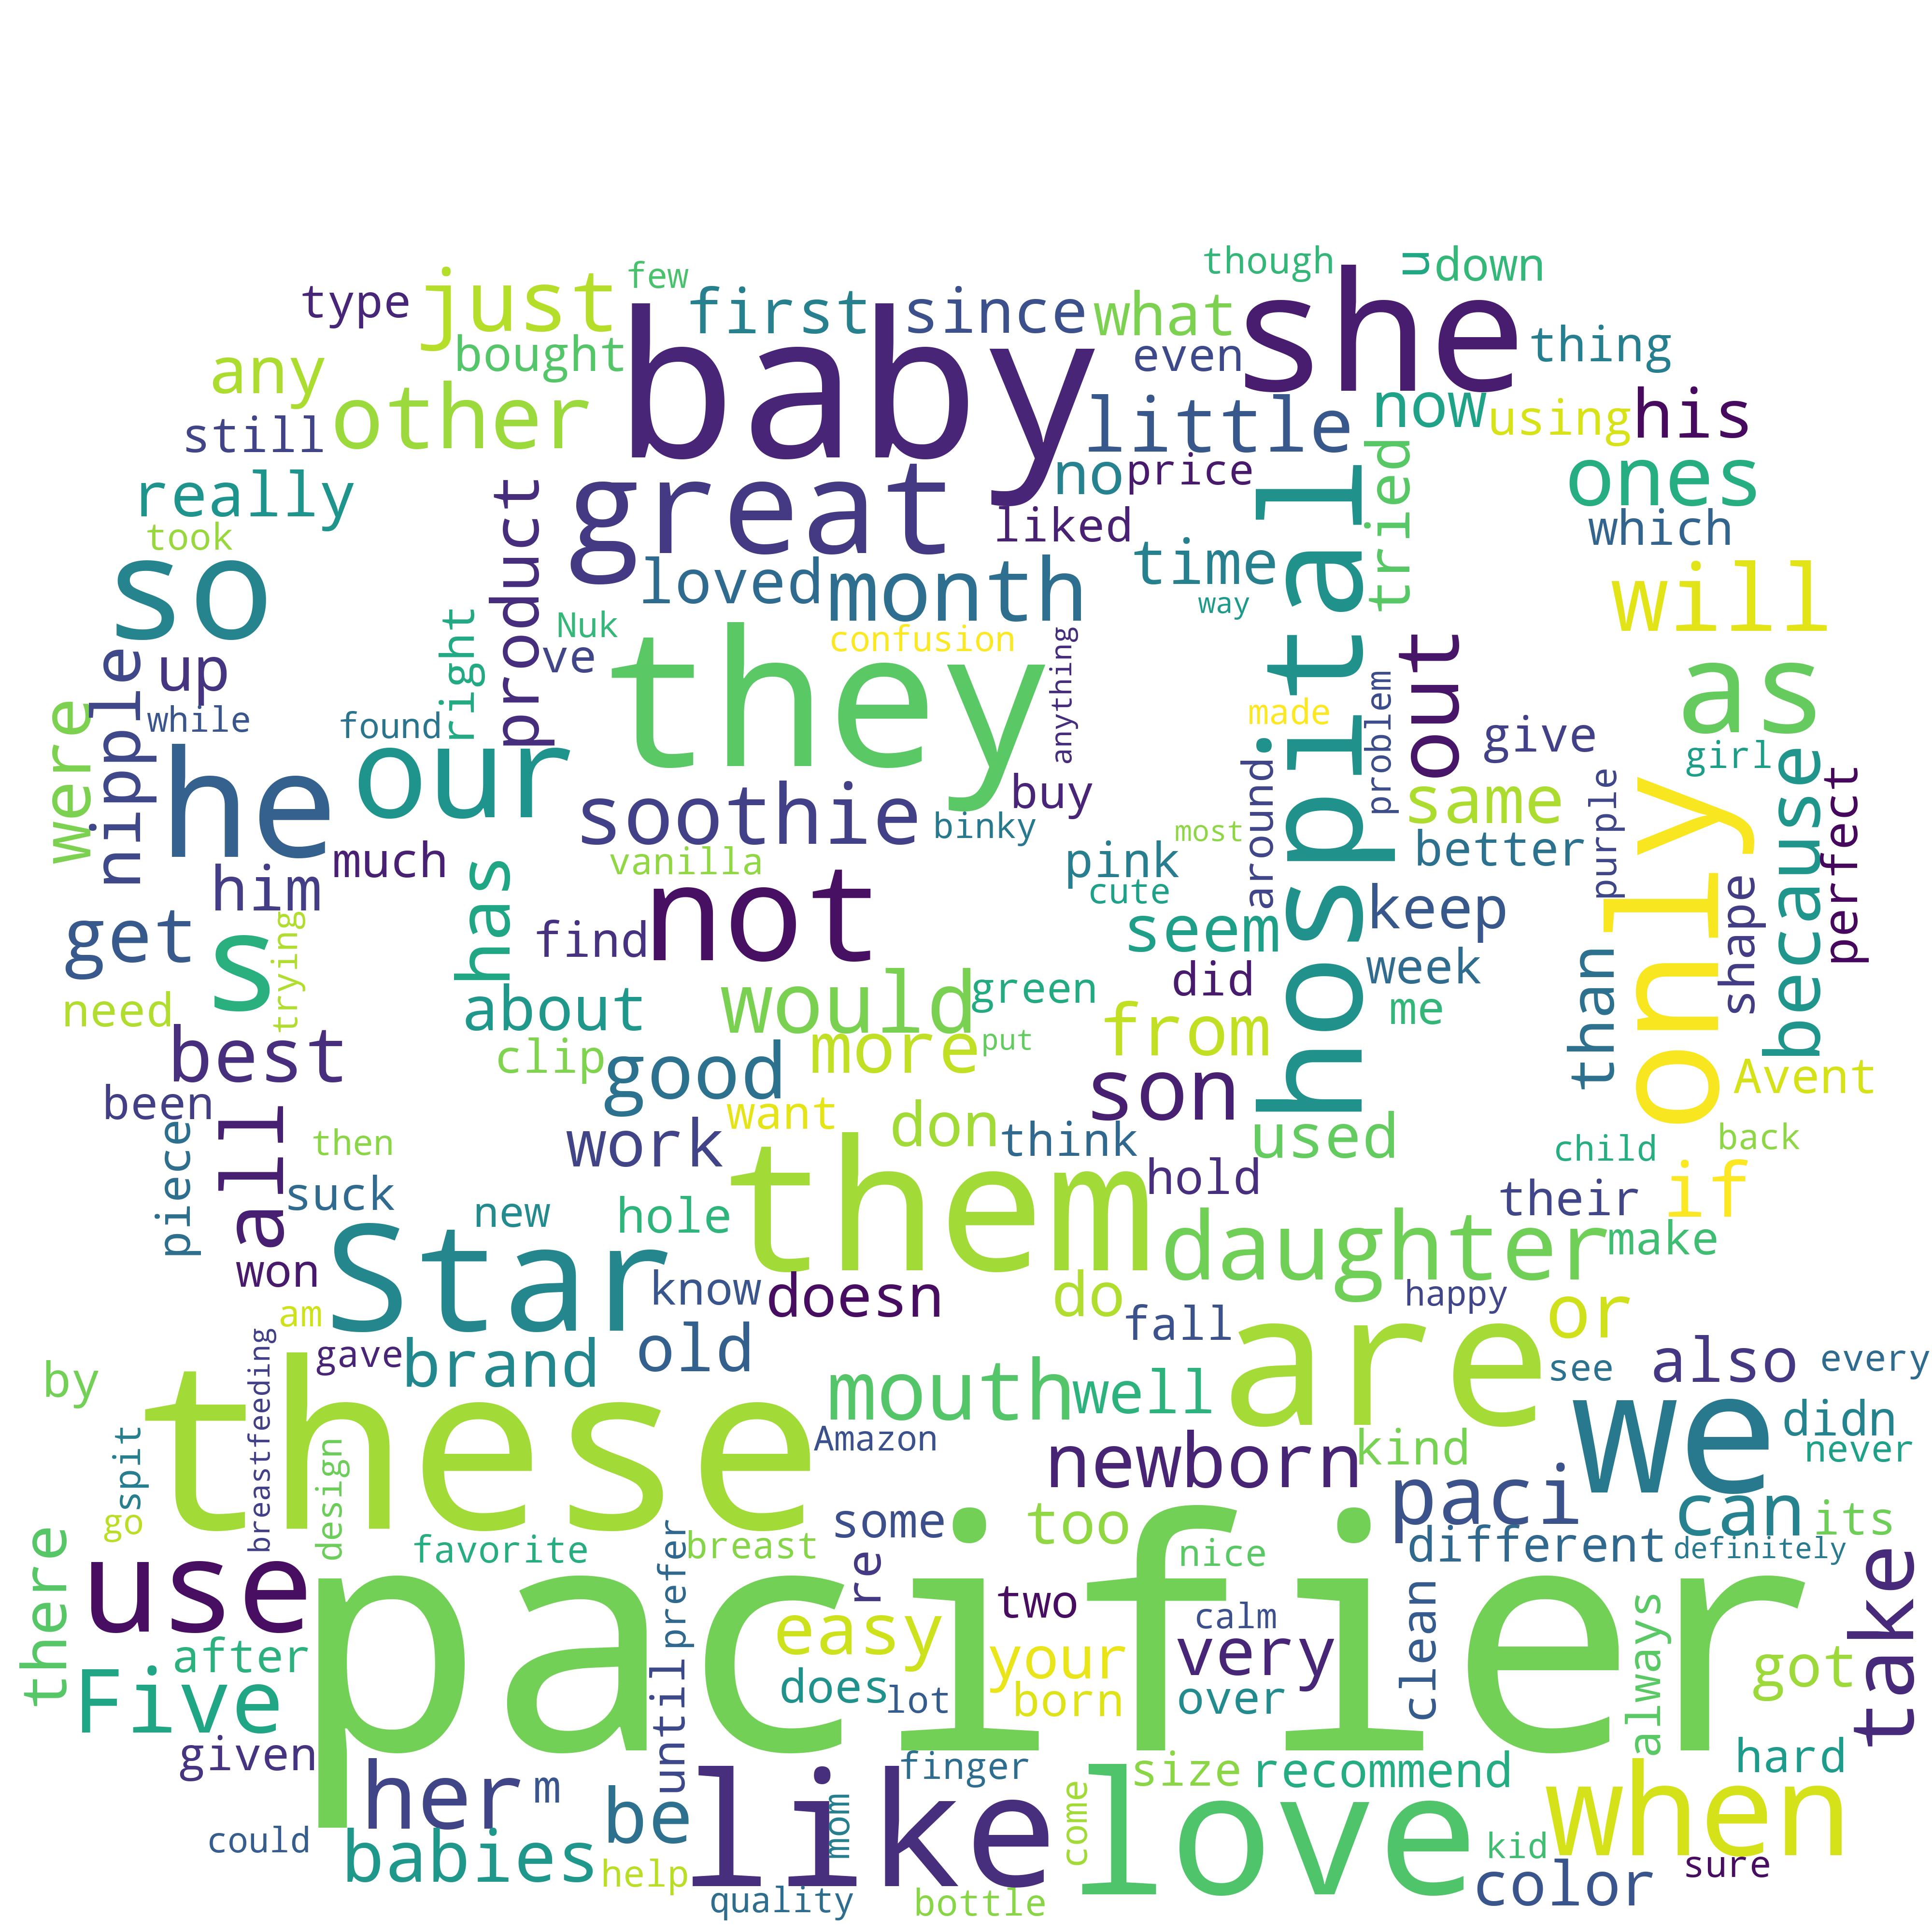 though
u
down
few
type
just
first
since
what
she
baby
bought
even
thing
any
other
little
now
using
his
still
no
price
tried
ones
really
product
great
liked
which
took
so
loved
month
time
hospital
will
way
right
Nuk
ve
confusion
they
anything
out
as
up
nipple
were
while
found
our
made
problem
give
girl
because
he
soothie
buy
binky
around
same
only
perfect
much
has
vanilla
most
pink
better
purple
him
not
cute
keep
shape
get
s
trying
find
seem
week
than
need
about
would
green
did
me
best
clip
good
more
put
from
son
Avent
been
all
want
don
think
used
back
piece
then
work
them
hold
child
suck
new
hole
their
if
won
Star
daughter
make
know
doesn
do
happy
am
old
fall
are
or
by
breastfeeding
gave
brand
see
also
every
these
mouth
well
we
didn
spit
design
Amazon
newborn
kind
never
go
some
too
paci
can
its
there
use
favorite
prefer
breast
re
nice
different
definitely
pacifier
two
calm
clean
always
take
after
easy
your
very
Five
until
does
lot
born
over
got
given
finger
size
recommend
hard
her
m
be
like
mom
come
love
when
could
babies
help
kid
sure
quality
bottle
color